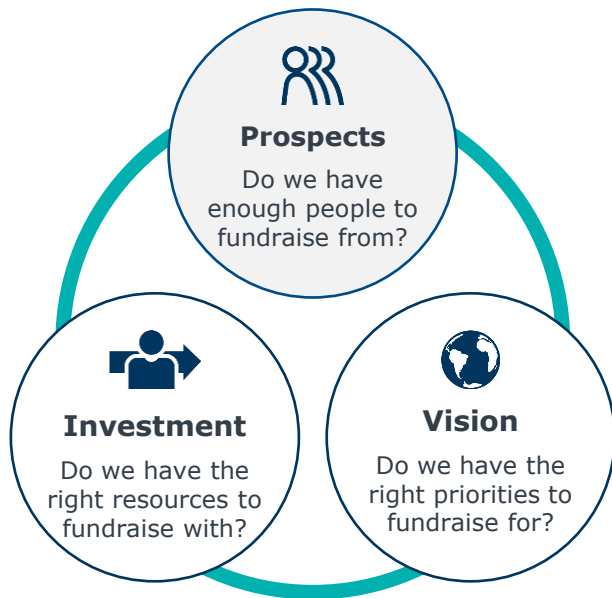 Prospects
Do we have
enough people to
fundraise from?
Investment
Do we have the
right resources to
fundraise with?
Vision
Do we have the
right priorities to
fundraise for?